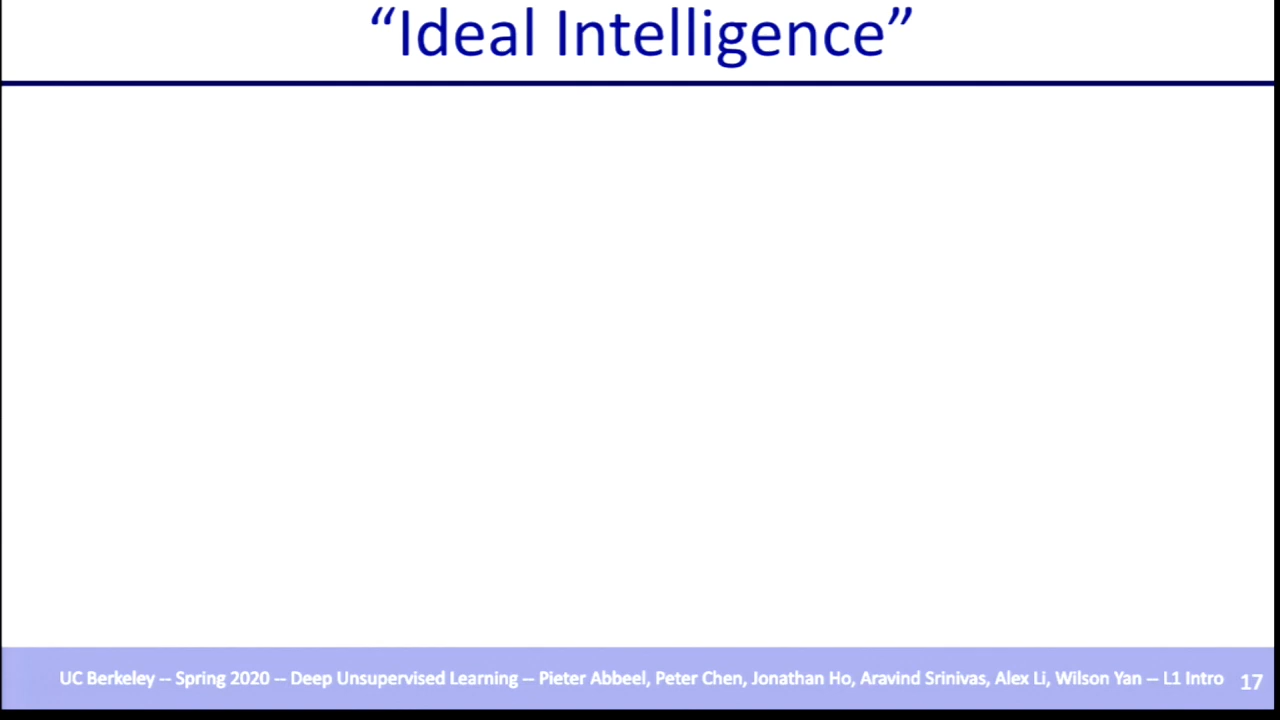 “Ideal Intelligence”
UC Berkeley -- Spring 2020 -- Deep Unsupervised Learning -- Pieter Abbeel, Peter Chen, Jonathan Ho, Aravind Srinivas, Alex Li, Wilson Yan -- L1 Intro 17